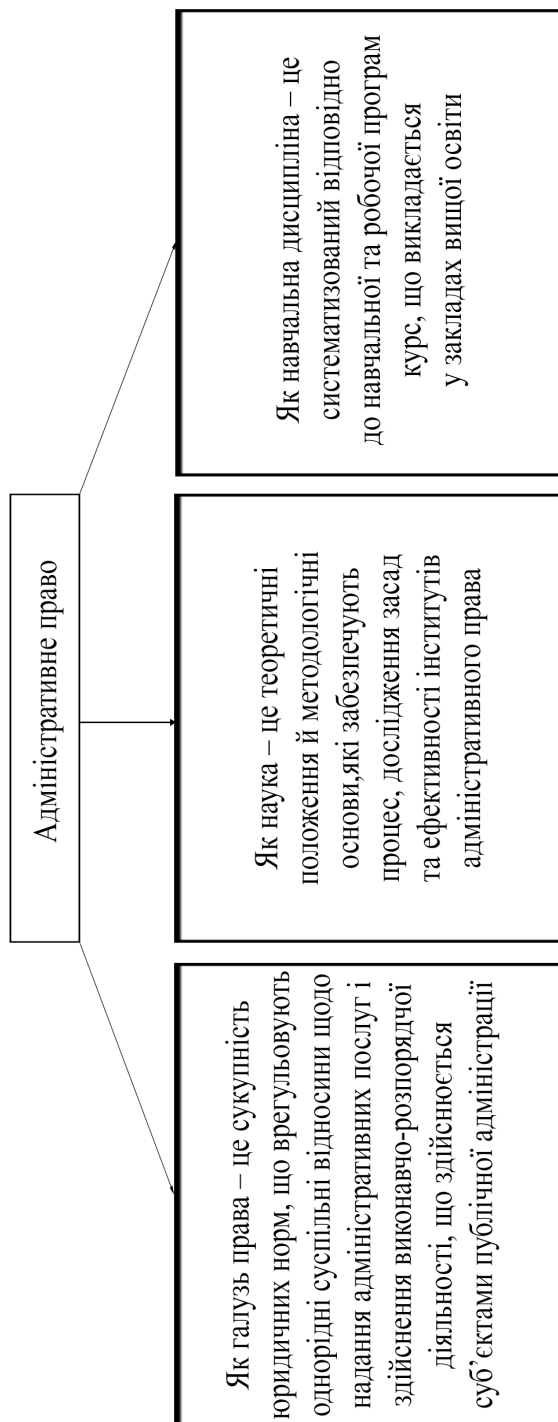 Адміністративне право
Як галузь права – це сукупність
юридичних норм, що врегульовують
однорідні суспільні відносини щодо
надання адміністративних послуг і
здійснення виконавчо-розпорядчої
діяльності, що здійснюється
суб’єктами публічної адміністрації
Як наука – це теоретичні
положення й методологічні
основи,які забезпечують
процес, дослідження засад
та ефективності інститутів
адміністративного права
Як навчальна дисципліна – це
систематизований відповідно
до навчальної та робочої програм
курс, що викладається
у закладах вищої освіти